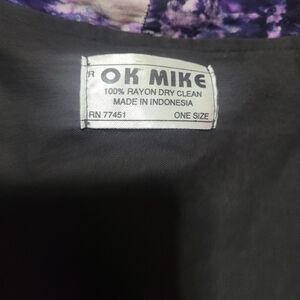 R OK MIKE
100% RAYON DRY CLEAN
MADE IN INDONESIA
RN 77451 ONE SIZE